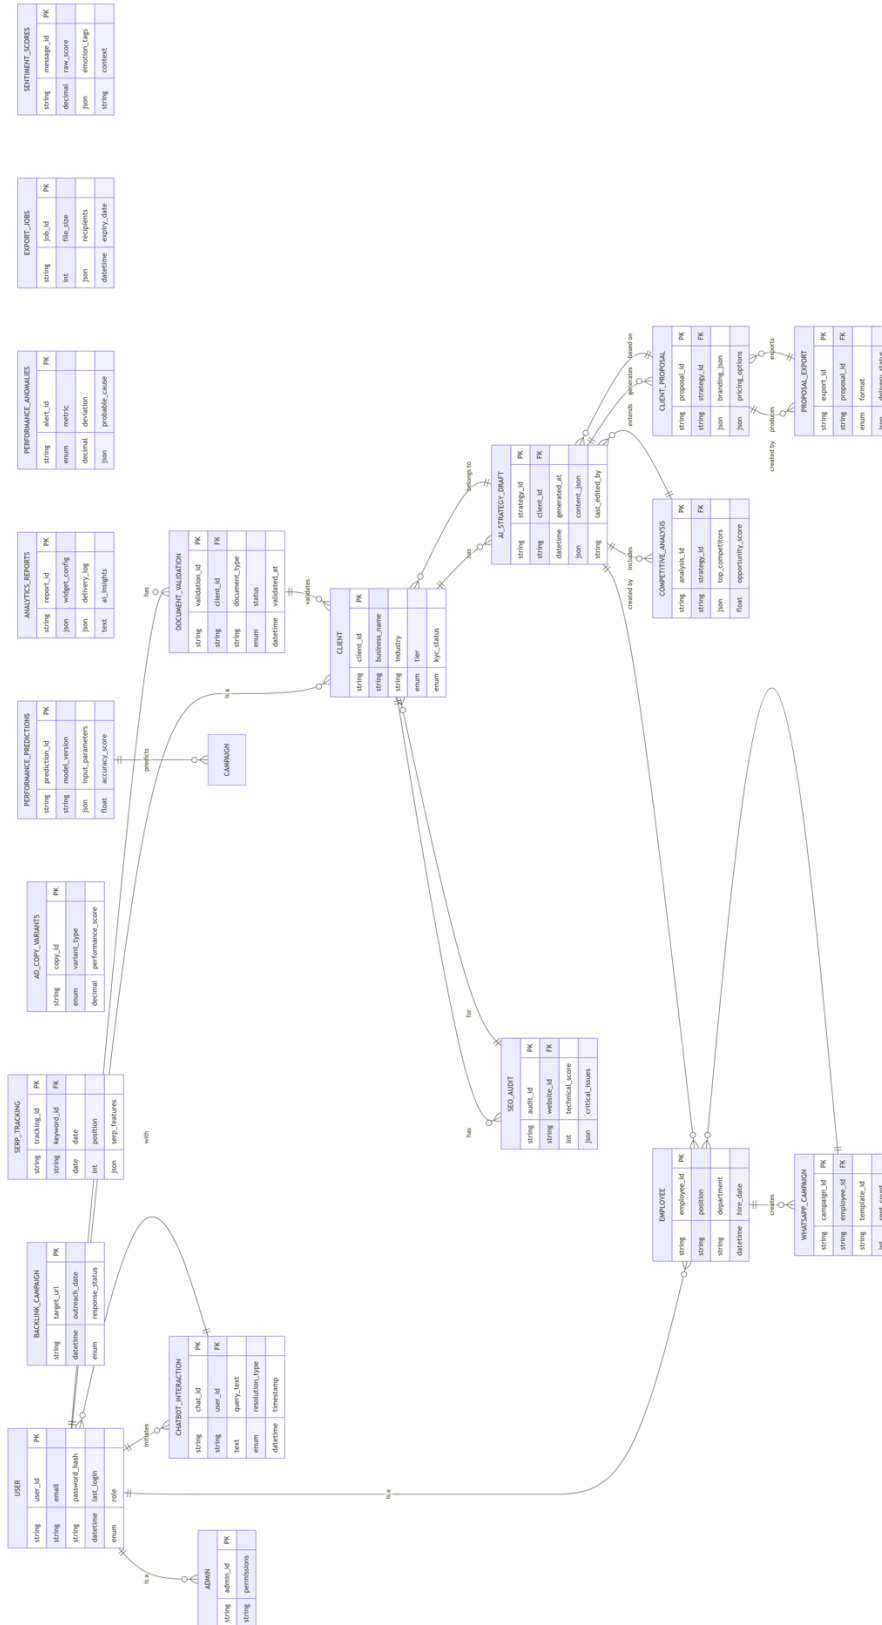 USER
string user_id PK
string email
string password_hash
datetime last_login
enum role
BACKLINK_CAMPAIGN
string target_url PK
datetime outreach_date
enum response_status
SERP_TRACKING
string tracking_id PK
string keyword_id FK
date date
int position
json serp_features
AD_COPY_VARIANTS
string copy_id PK
enum variant_type
decimal performance_score
PERFORMANCE_PREDICTIONS
string prediction_id PK
string model_version
json input_parameters
float accuracy_score
ANALYTICS_REPORTS
string report_id PK
json widget_config
json delivery_log
text ai_insights
PERFORMANCE_ANOMALIES
string alert_id PK
enum metric
decimal deviation
json probable_cause
EXPORT_JOBS
string job_id PK
int file_size
json recipients
datetime expiry_date
SENTIMENT_SCORES
string message_id PK
decimal raw_score
json emotion_tags
string context
is a
initiates
with
predicts
has
ADMIN
string admin_id PK
string permissions
CHATBOT_INTERACTION
string chat_id PK
string user_id FK
text query_text
enum resolution_type
datetime timestamp
is a
CAMPAIGN
DOCUMENT_VALIDATION
string validation_id PK
string client_id FK
string document_type
enum status
datetime validated_at
validates
CLIENT
string client_id PK
string business_name
string industry
enum tier
enum kyc_status
is a
has
for
has
belongs to
SEO_AUDIT
string audit_id PK
string website_id FK
int technical_score
json critical_issues
AI_STRATEGY_DRAFT
string strategy_id PK
string client_id FK
datetime generated_at
json content_json
string last_edited_by
created by
includes
extends
generates
based on
EMPLOYEE
string employee_id PK
string position
string department
datetime hire_date
COMPETITIVE_ANALYSIS
string analysis_id PK
string strategy_id FK
json top_competitors
float opportunity_score
CLIENT_PROPOSAL
string proposal_id PK
string strategy_id FK
json branding_json
json pricing_options
creates
created by
produces
exports
WHATSAPP_CAMPAIGN
string campaign_id PK
string employee_id FK
string template_id
PROPOSAL_EXPORT
string export_id PK
string proposal_id FK
enum format